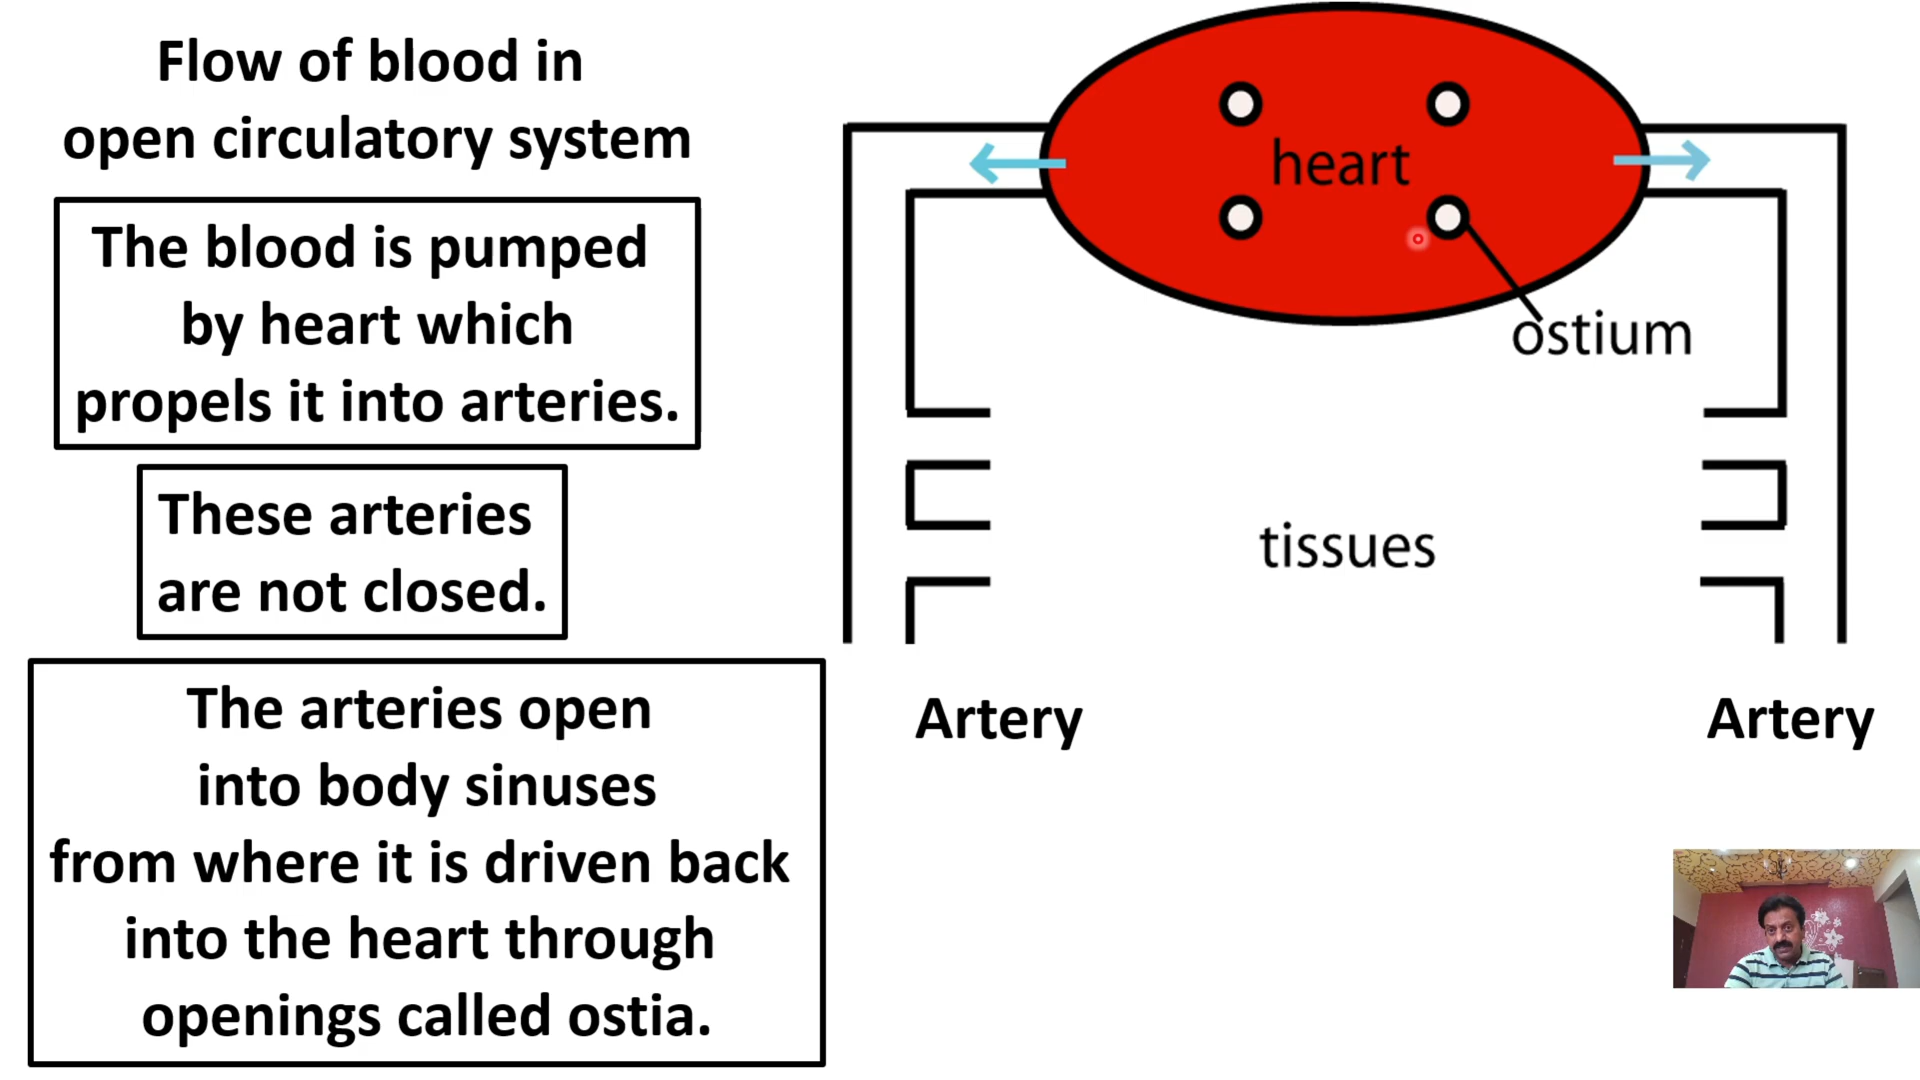 Flow of blood in
open circulatory system
The blood is pumped
by heart which
propels it into arteries.
These arteries
are not closed.
The arteries open
into body sinuses
from where it is driven back
into the heart through
openings called ostia.
heart
ostium
tissues
Artery
Artery